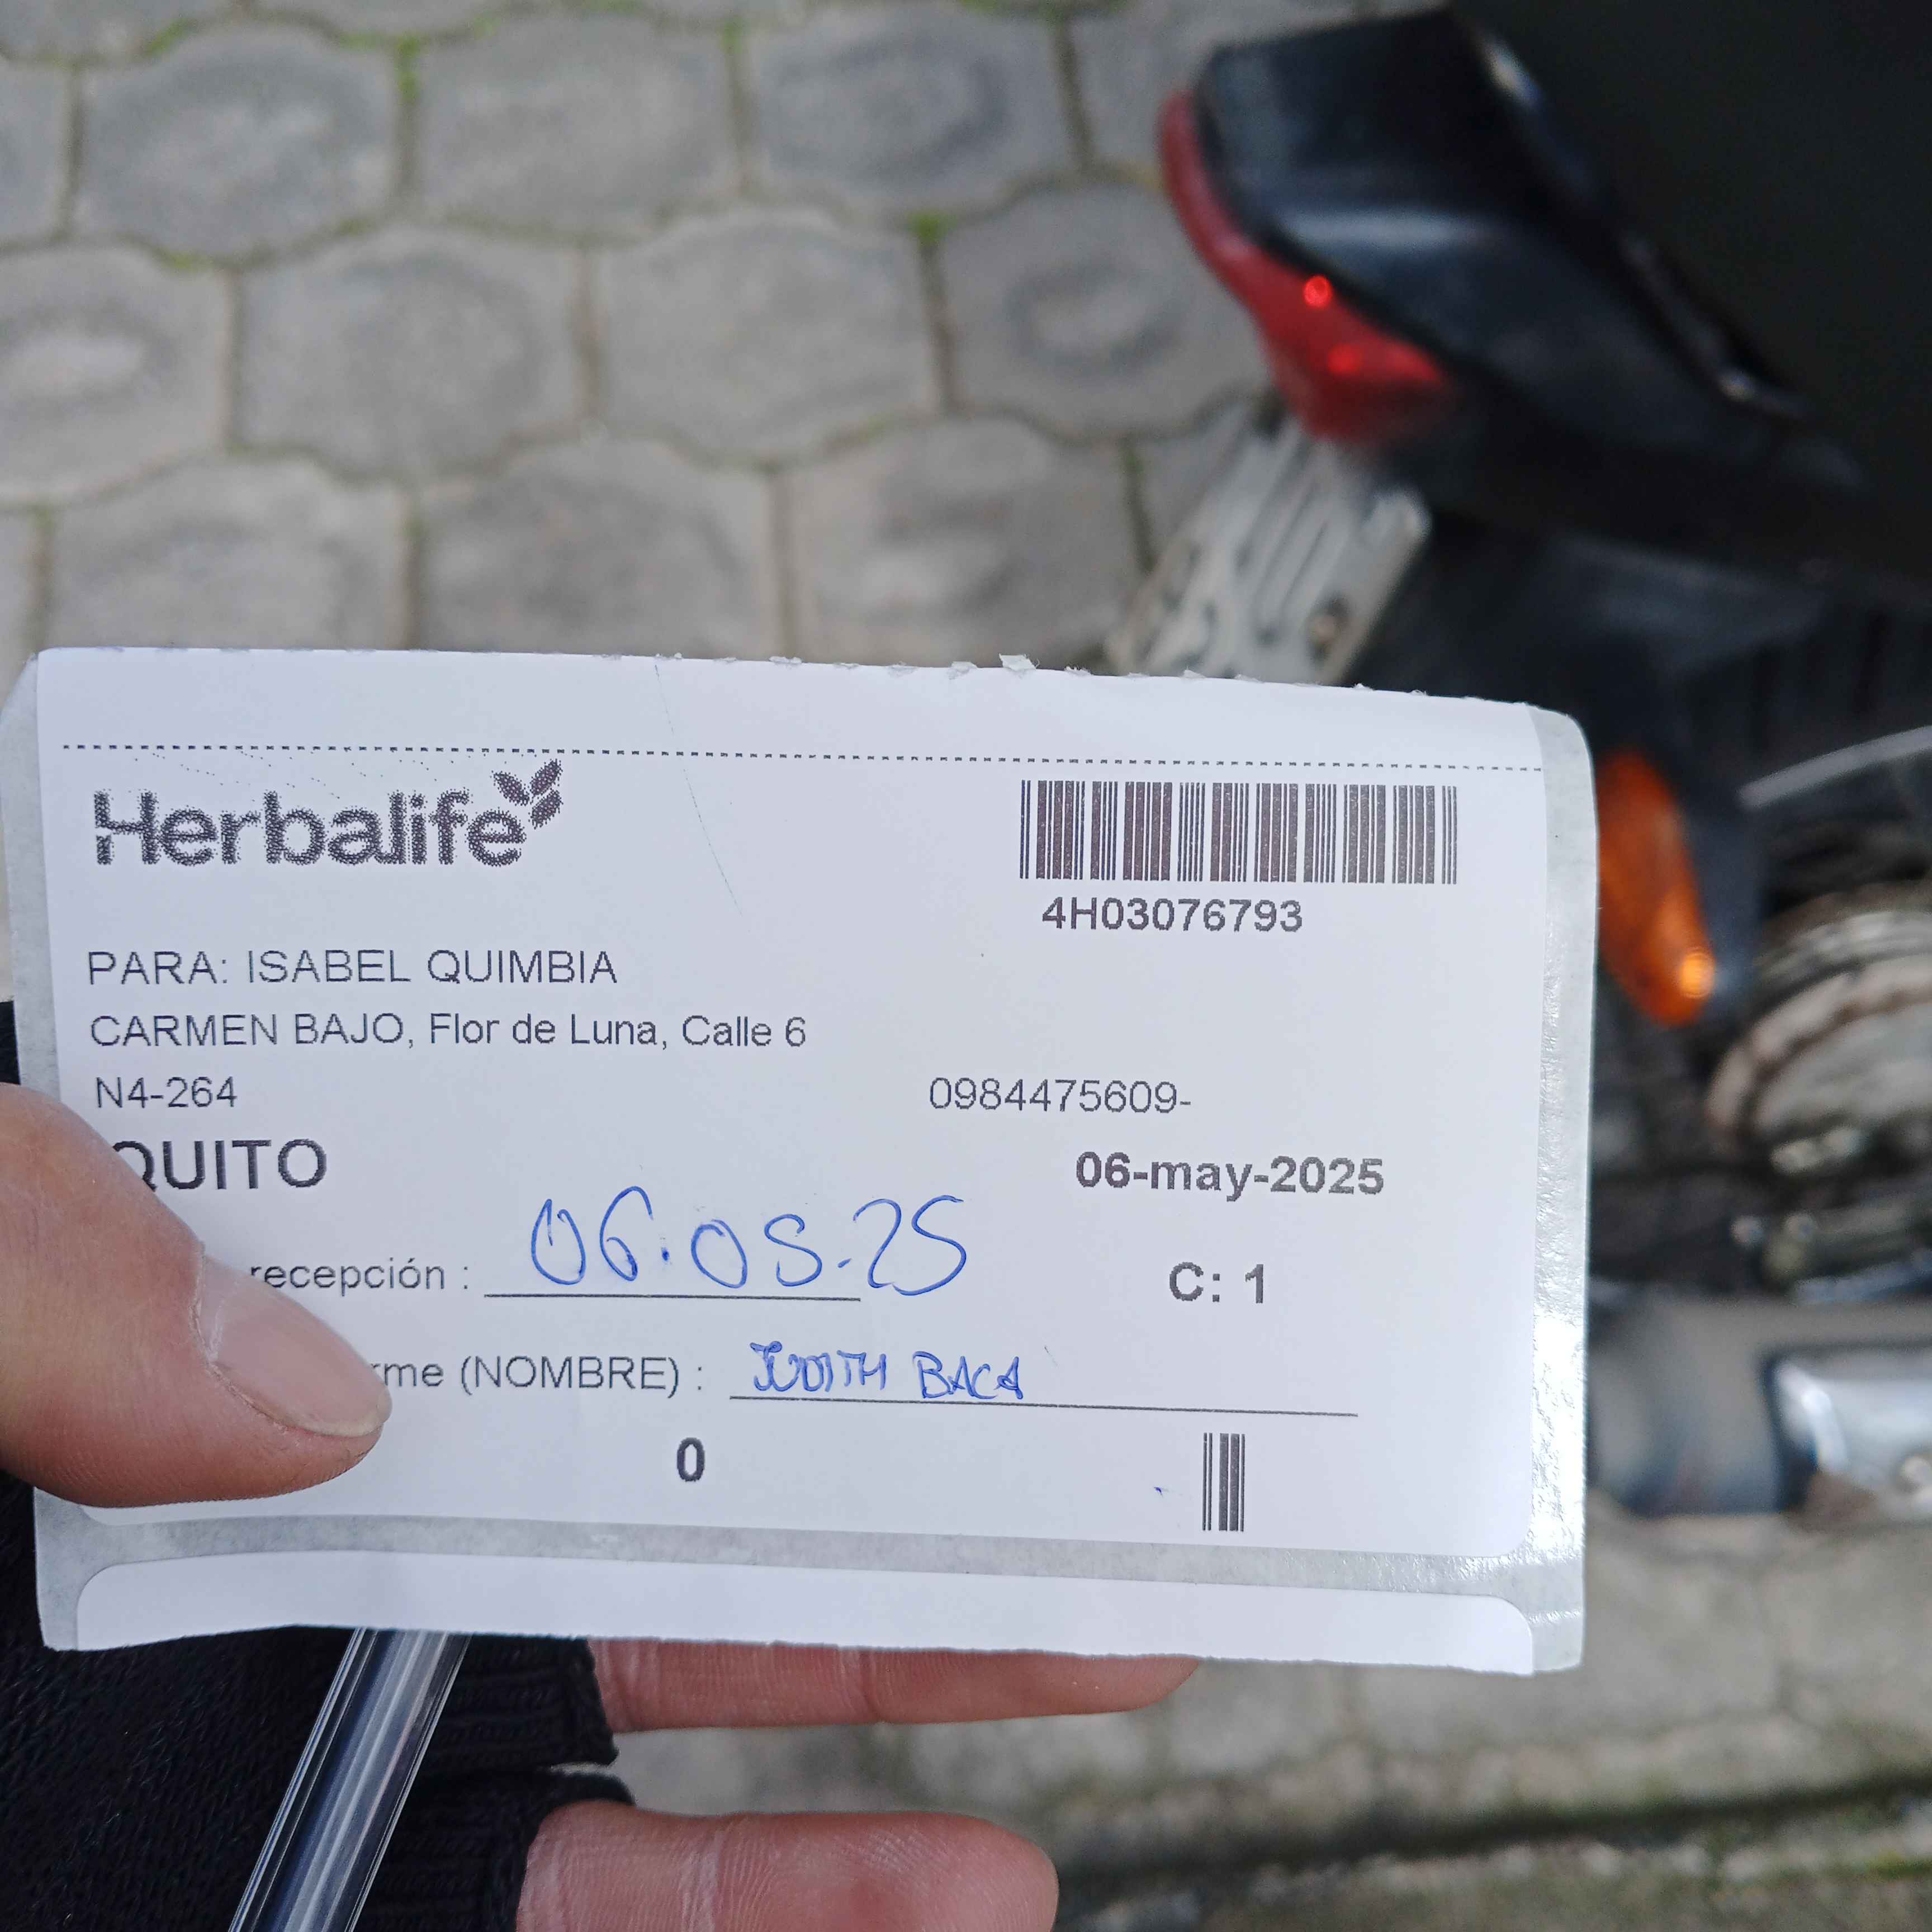 Herbalife
4H03076793
PARA: ISABEL QUIMBIA
CARMEN BAJO, Flor de Luna, Calle 6
N4-264 0984475609-
QUITO 06-may-2025
recepción : 06.05.25 C: 1
rme (NOMBRE) : JUDITH BACA
0